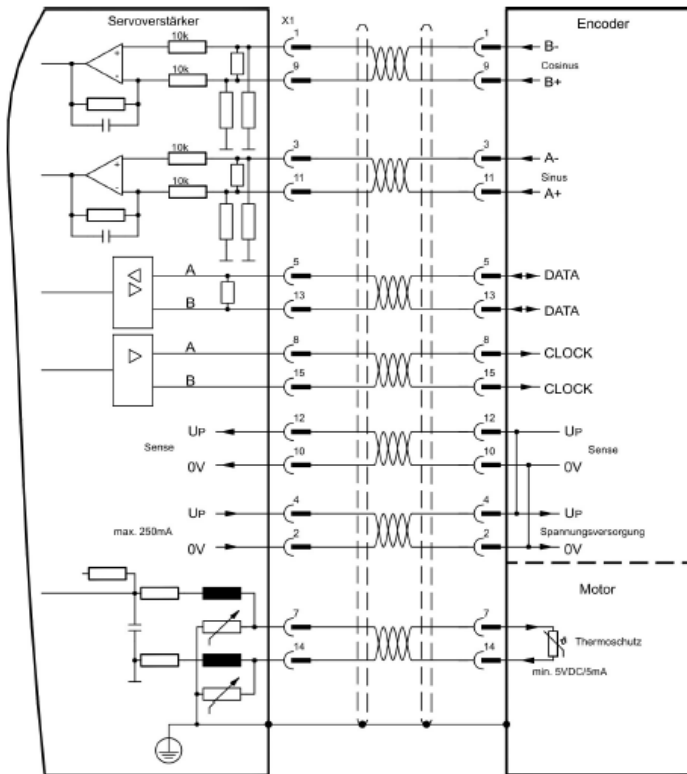 Servoverstärker X1 Encoder
10k 1 1 B-
Cosinus
10k 9 9 B+
+
-
10k 3 3 A-
Sinus
10k 11 11 A+
+
-
A 5 5 DATA
B 13 13 DATA
A 8 8 CLOCK
B 15 15 CLOCK
UP 12 12 UP
Sense Sense
0V 10 10 0V
UP 4 4 UP
max. 250mA Spannungsversorgung
0V 2 2 0V
Motor
7 7
ϑ Thermoschutz
14 14
min. 5VDC/5mA